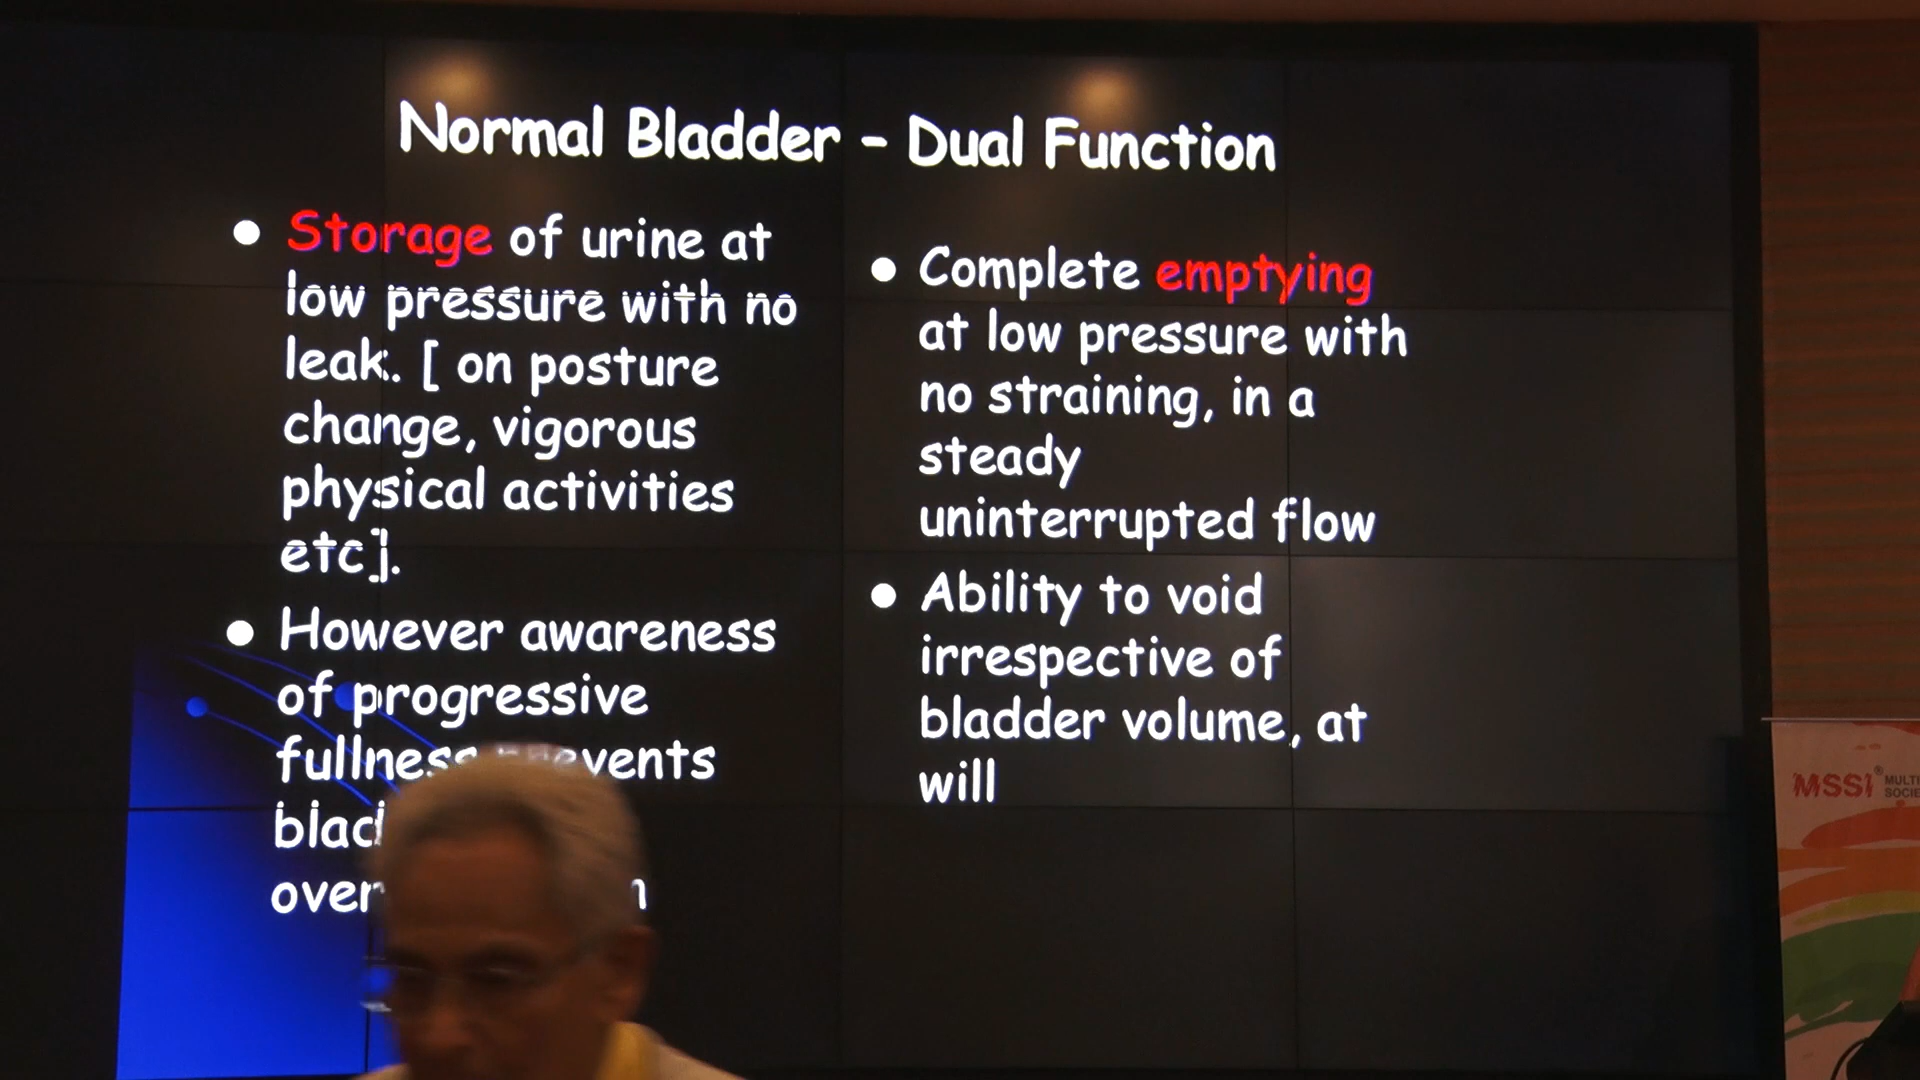 Normal Bladder - Dual Function
• Storage of urine at
low pressure with no
leak. [ on posture
change, vigorous
physical activities
etc].
• However awareness
of progressive
fullness
• Complete emptying
at low pressure with
no straining, in a
steady
uninterrupted flow
• Ability to void
irrespective of
bladder volume, at
will
MSSI®